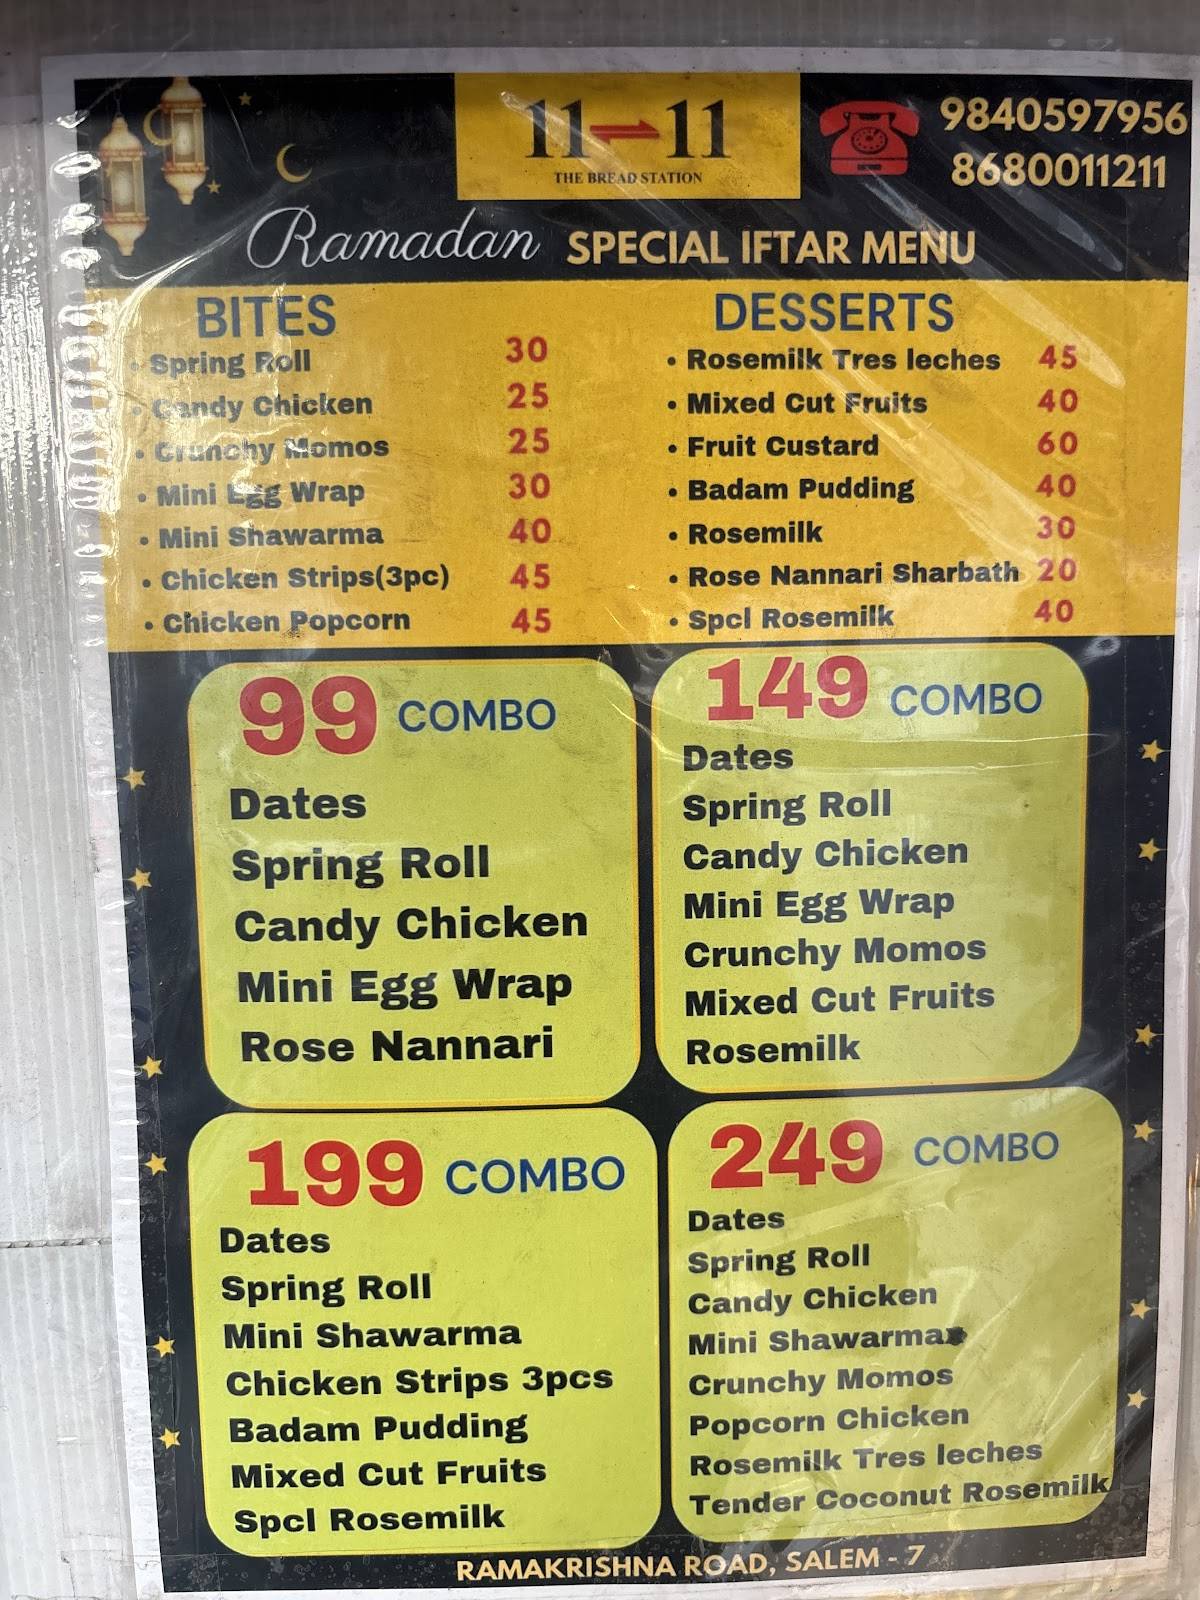 11 11
THE BREAD STATION
9840597956
8680011211
Ramadan SPECIAL IFTAR MENU
BITES
• Spring Roll 30
• Candy Chicken 25
• Crunchy Momos 25
• Mini Egg Wrap 30
• Mini Shawarma 40
• Chicken Strips(3pc) 45
• Chicken Popcorn 45
DESSERTS
• Rosemilk Tres leches 45
• Mixed Cut Fruits 40
• Fruit Custard 60
• Badam Pudding 40
• Rosemilk 30
• Rose Nannari Sharbath 20
• Spcl Rosemilk 40
99 COMBO
Dates
Spring Roll
Candy Chicken
Mini Egg Wrap
Rose Nannari
149 COMBO
Dates
Spring Roll
Candy Chicken
Mini Egg Wrap
Crunchy Momos
Mixed Cut Fruits
Rosemilk
199 COMBO
Dates
Spring Roll
Mini Shawarma
Chicken Strips 3pcs
Badam Pudding
Mixed Cut Fruits
Spcl Rosemilk
249 COMBO
Dates
Spring Roll
Candy Chicken
Mini Shawarma
Crunchy Momos
Popcorn Chicken
Rosemilk Tres leches
Tender Coconut Rosemilk
RAMAKRISHNA ROAD, SALEM - 7